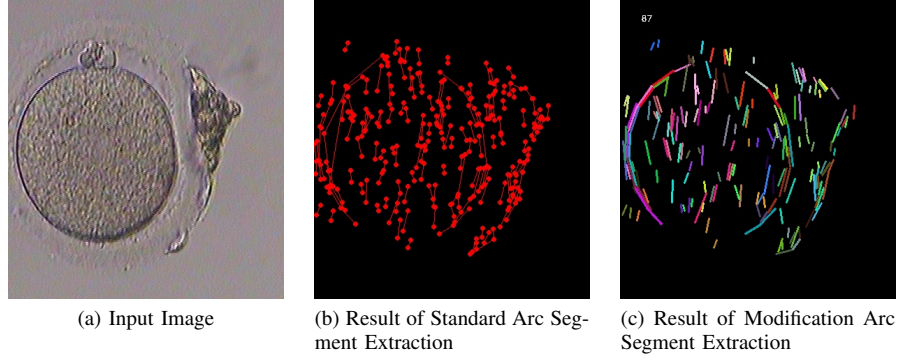 87
(a) Input Image
(b) Result of Standard Arc Seg-
ment Extraction
(c) Result of Modification Arc
Segment Extraction